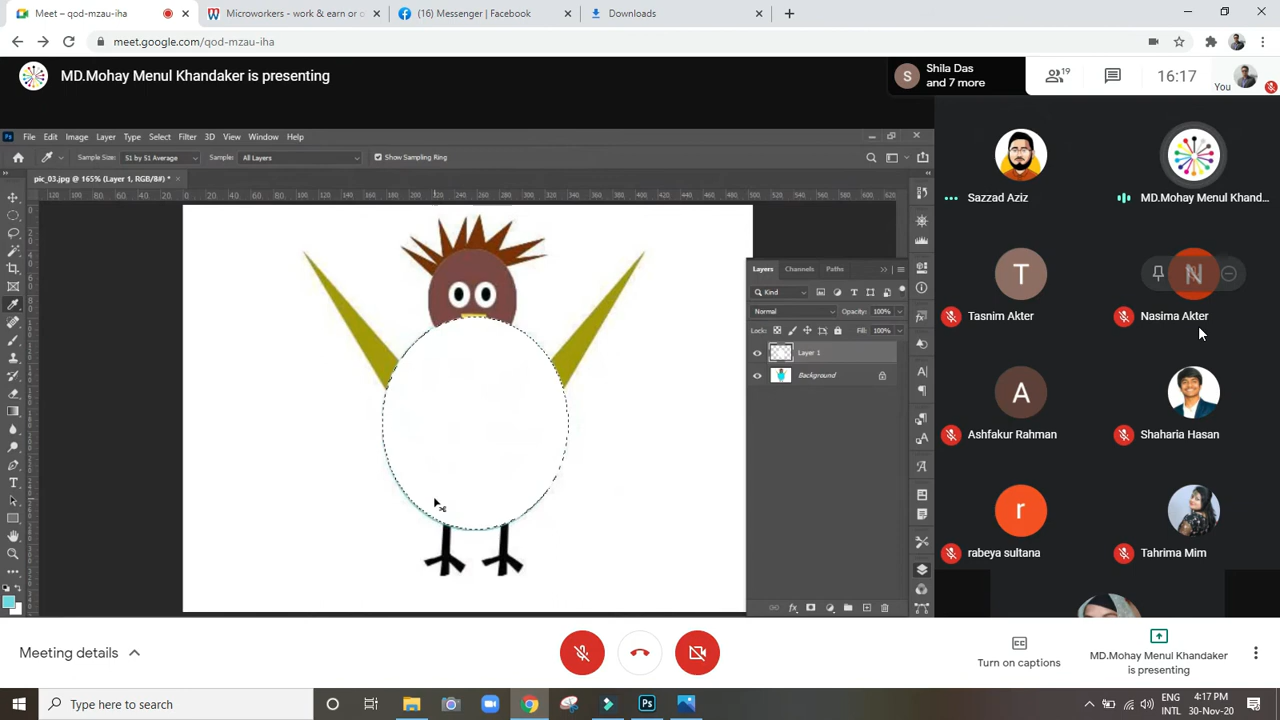 Meet – qod-mzau-iha
Microworkers - work & earn or o
(16) Messenger | Facebook
Downloads
meet.google.com/qod-mzau-iha
MD.Mohay Menul Khandaker is presenting
Shila Das
and 7 more
19
16:17
You
File Edit Image Layer Type Select Filter 3D View Window Help
Sample Size: 51 by 51 Average
Sample: All Layers
Show Sampling Ring
pic_03.jpg @ 165% (Layer 1, RGB/8#) *
Layers Channels Paths
Kind
Normal
Opacity: 100%
Lock:
Fill: 100%
Layer 1
Background
Sazzad Aziz
MD.Mohay Menul Khand...
T
N
Tasnim Akter
Nasima Akter
A
Ashfakur Rahman
Shaharia Hasan
r
rabeya sultana
Tahrima Mim
Meeting details
Turn on captions
MD.Mohay Menul Khandaker
is presenting
Type here to search
Ps
ENG
INTL
4:17 PM
30-Nov-20